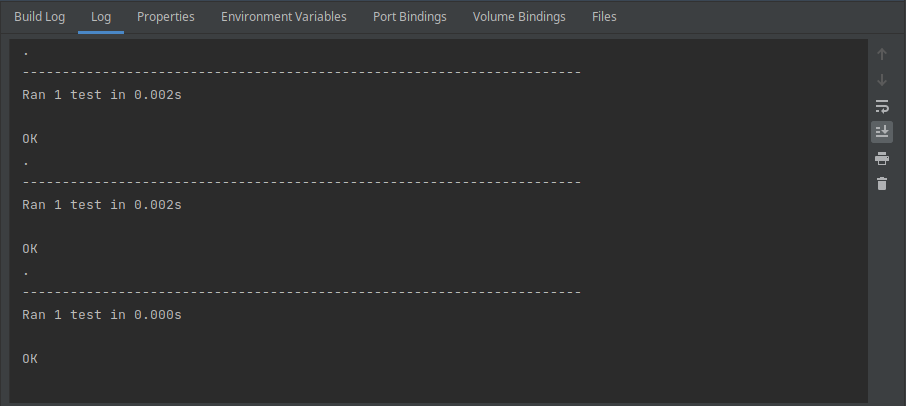 Build Log Log Properties Environment Variables Port Bindings Volume Bindings Files
.
----------------------------------------------------------------------
Ran 1 test in 0.002s
OK
.
----------------------------------------------------------------------
Ran 1 test in 0.002s
OK
.
----------------------------------------------------------------------
Ran 1 test in 0.000s
OK